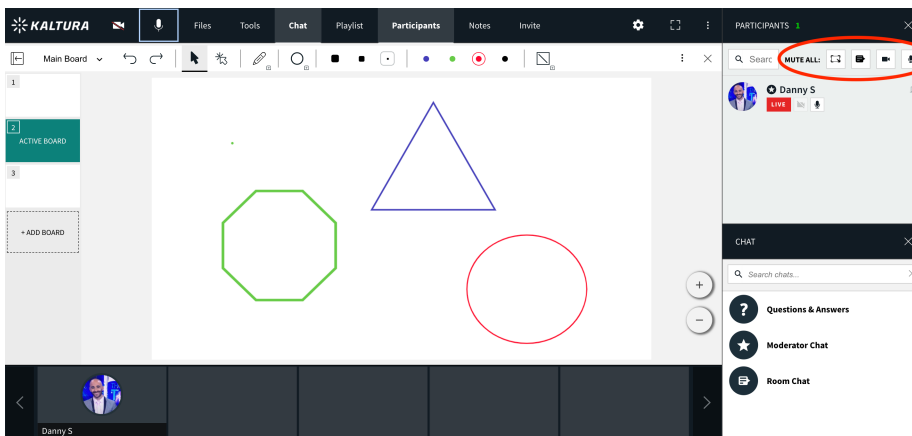 KALTURA
Files
Tools
Chat
Playlist
Participants
Notes
Invite
PARTICIPANTS 1
Main Board
Searc
MUTE ALL:
1
2
ACTIVE BOARD
3
+ ADD BOARD
Danny S
LIVE
CHAT
Search chats...
Questions & Answers
Moderator Chat
Room Chat
Danny S